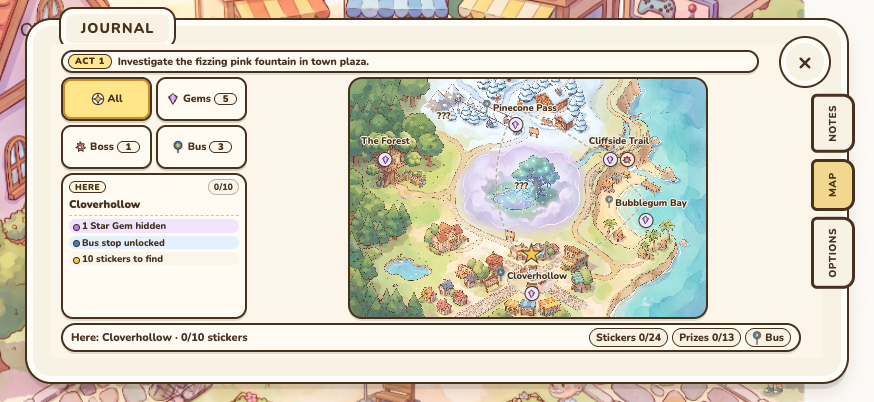 JOURNAL
ACT 1 Investigate the fizzing pink fountain in town plaza.
All
Gems 5
Boss 1
Bus 3
HERE 0/10
Cloverhollow
1 Star Gem hidden
Bus stop unlocked
10 stickers to find
Pinecone Pass
???
The Forest
Cliffside Trail
???
Bubblegum Bay
Cloverhollow
NOTES
MAP
OPTIONS
Here: Cloverhollow · 0/10 stickers
Stickers 0/24 Prizes 0/13 Bus